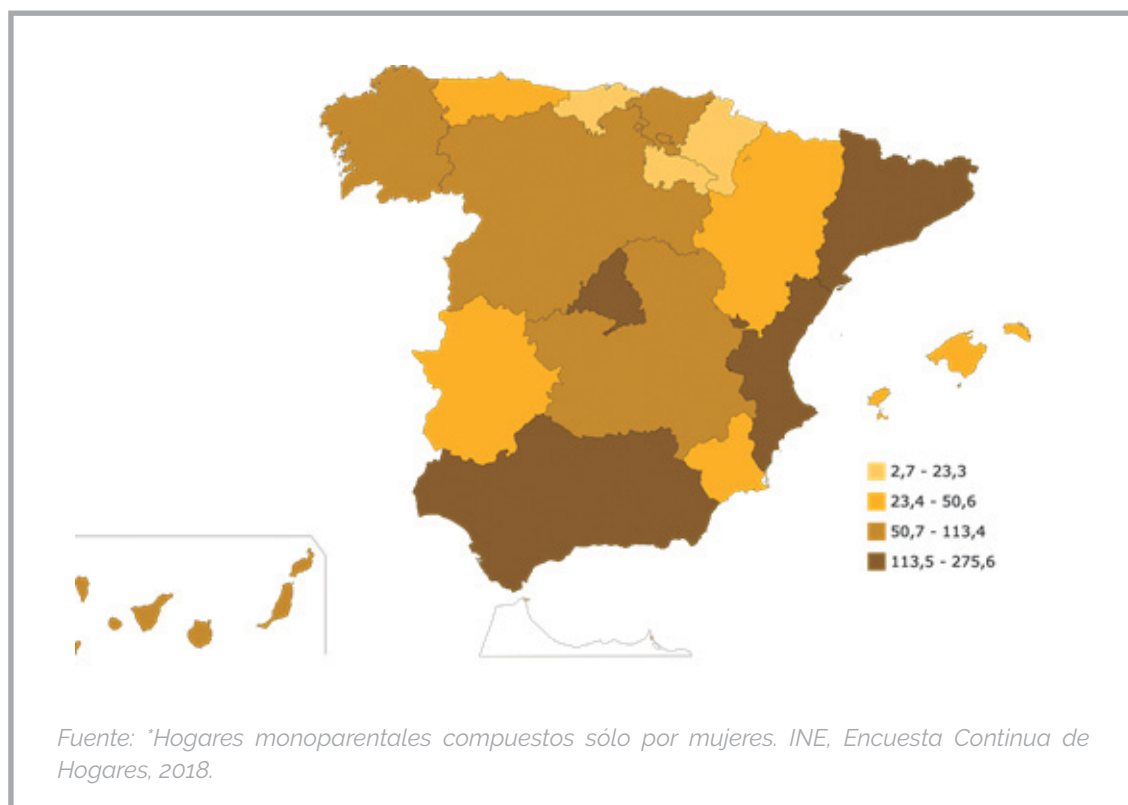 2,7 - 23,3
23,4 - 50,6
50,7 - 113,4
113,5 - 275,6
Fuente: *Hogares monoparentales compuestos sólo por mujeres. INE, Encuesta Continua de
Hogares, 2018.